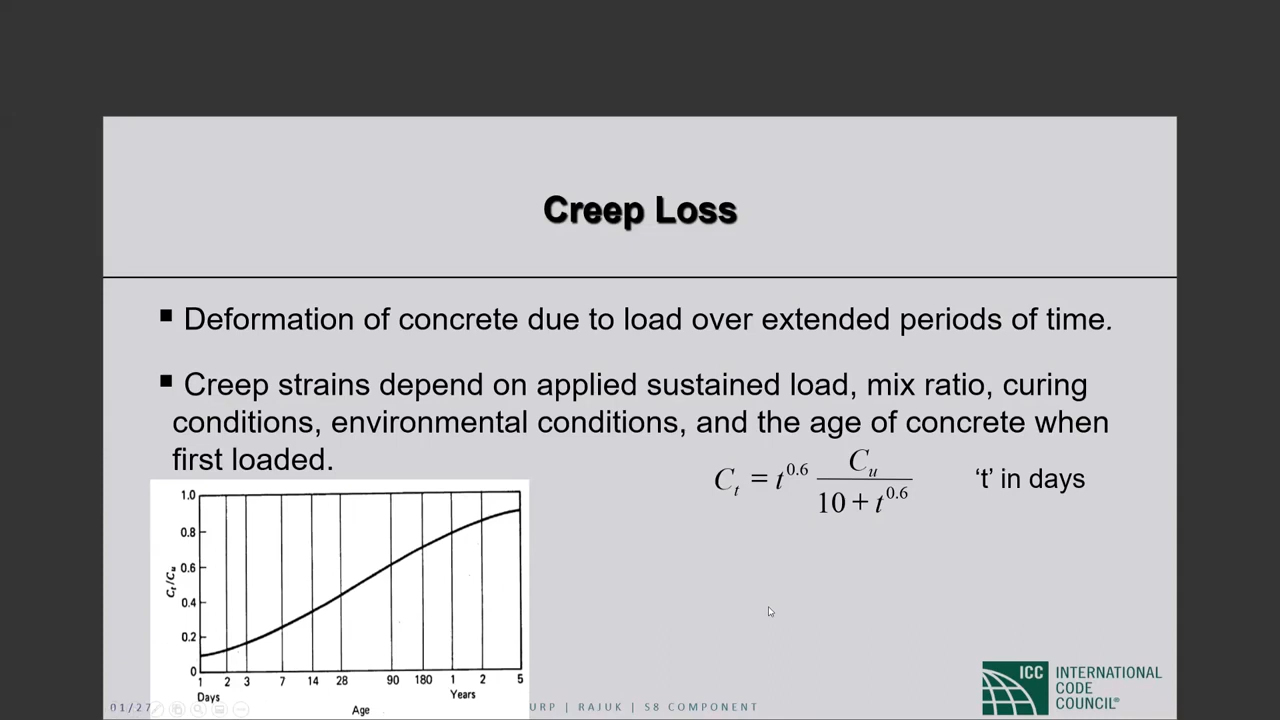 Creep Loss
▪ Deformation of concrete due to load over extended periods of time.
▪ Creep strains depend on applied sustained load, mix ratio, curing
conditions, environmental conditions, and the age of concrete when
first loaded.
C_t = t^0.6 C_u / (10 + t^0.6) ‘t’ in days
1.0
0.8
0.6
0.4
0.2
0
C_t/C_u
1 2 3 7 14 28 90 180 1 2 5
Days Years
Age
01/27
URP | RAJUK | S8 COMPONENT
ICC INTERNATIONAL
CODE
COUNCIL®